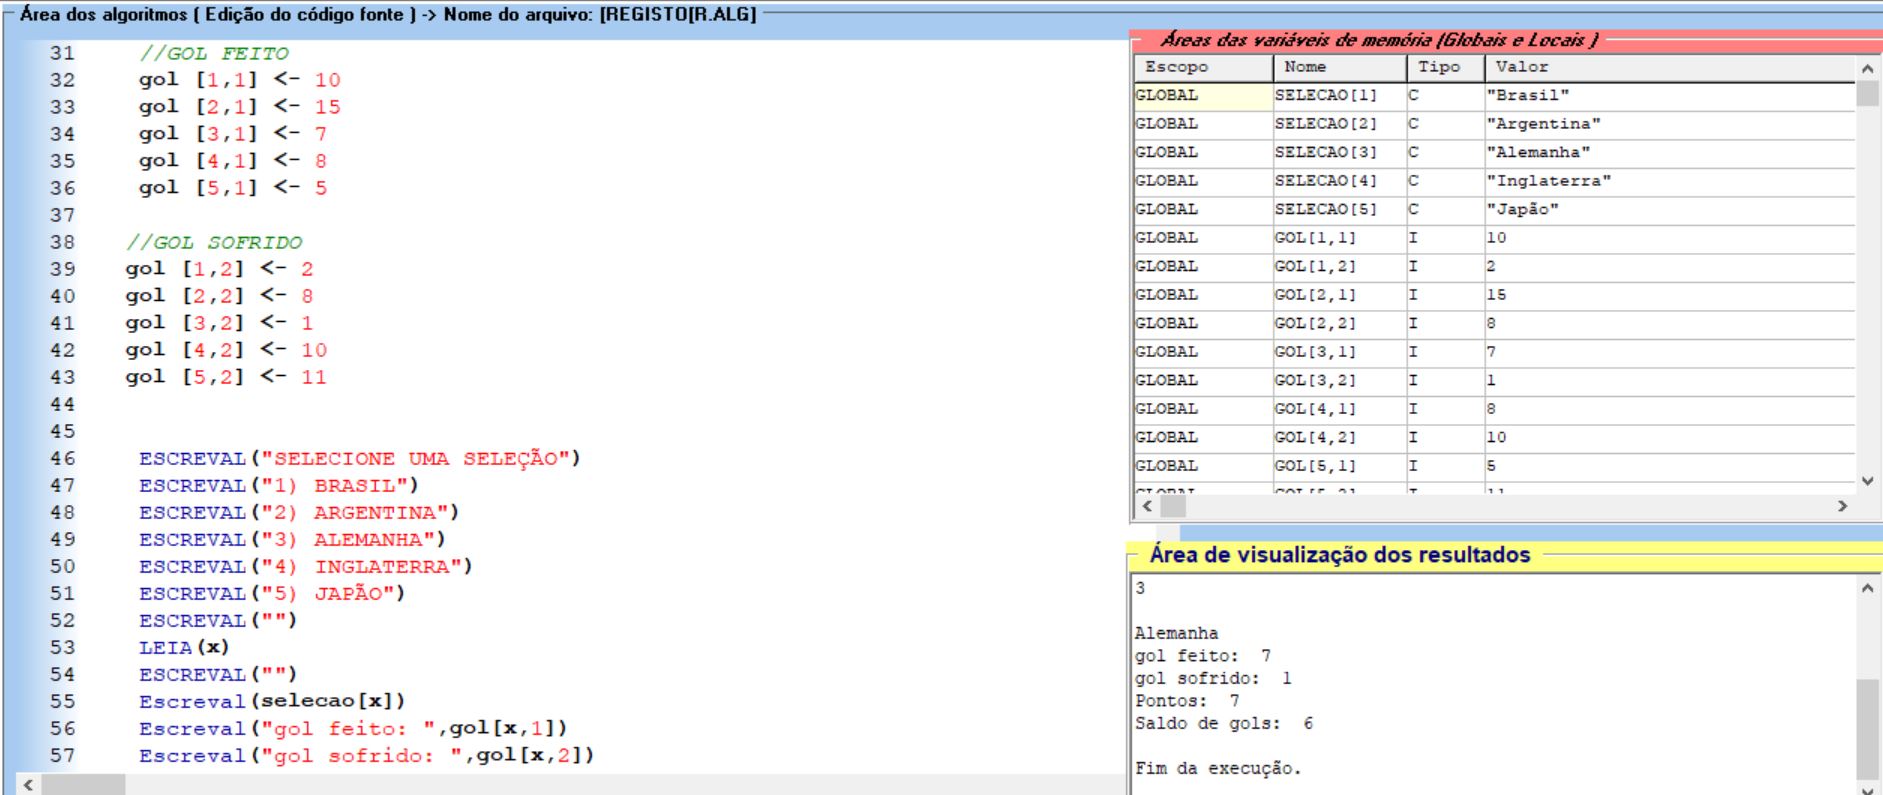 Área dos algoritmos ( Edição do código fonte ) -> Nome do arquivo: [REGISTO[R.ALG]
31 //GOL FEITO
32 gol [1,1] <- 10
33 gol [2,1] <- 15
34 gol [3,1] <- 7
35 gol [4,1] <- 8
36 gol [5,1] <- 5
37
38 //GOL SOFRIDO
39 gol [1,2] <- 2
40 gol [2,2] <- 8
41 gol [3,2] <- 1
42 gol [4,2] <- 10
43 gol [5,2] <- 11
44
45
46 ESCREVAL("SELECIONE UMA SELEÇÃO")
47 ESCREVAL("1) BRASIL")
48 ESCREVAL("2) ARGENTINA")
49 ESCREVAL("3) ALEMANHA")
50 ESCREVAL("4) INGLATERRA")
51 ESCREVAL("5) JAPÃO")
52 ESCREVAL("")
53 LEIA(x)
54 ESCREVAL("")
55 Escreval(selecao[x])
56 Escreval("gol feito: ",gol[x,1])
57 Escreval("gol sofrido: ",gol[x,2])
Áreas das variáveis de memória (Globais e Locais )
Escopo Nome Tipo Valor
GLOBAL SELECAO[1] C "Brasil"
GLOBAL SELECAO[2] C "Argentina"
GLOBAL SELECAO[3] C "Alemanha"
GLOBAL SELECAO[4] C "Inglaterra"
GLOBAL SELECAO[5] C "Japão"
GLOBAL GOL[1,1] I 10
GLOBAL GOL[1,2] I 2
GLOBAL GOL[2,1] I 15
GLOBAL GOL[2,2] I 8
GLOBAL GOL[3,1] I 7
GLOBAL GOL[3,2] I 1
GLOBAL GOL[4,1] I 8
GLOBAL GOL[4,2] I 10
GLOBAL GOL[5,1] I 5
GLOBAL GOL[5,2] I 11
Área de visualização dos resultados
3
Alemanha
gol feito: 7
gol sofrido: 1
Pontos: 7
Saldo de gols: 6
Fim da execução.